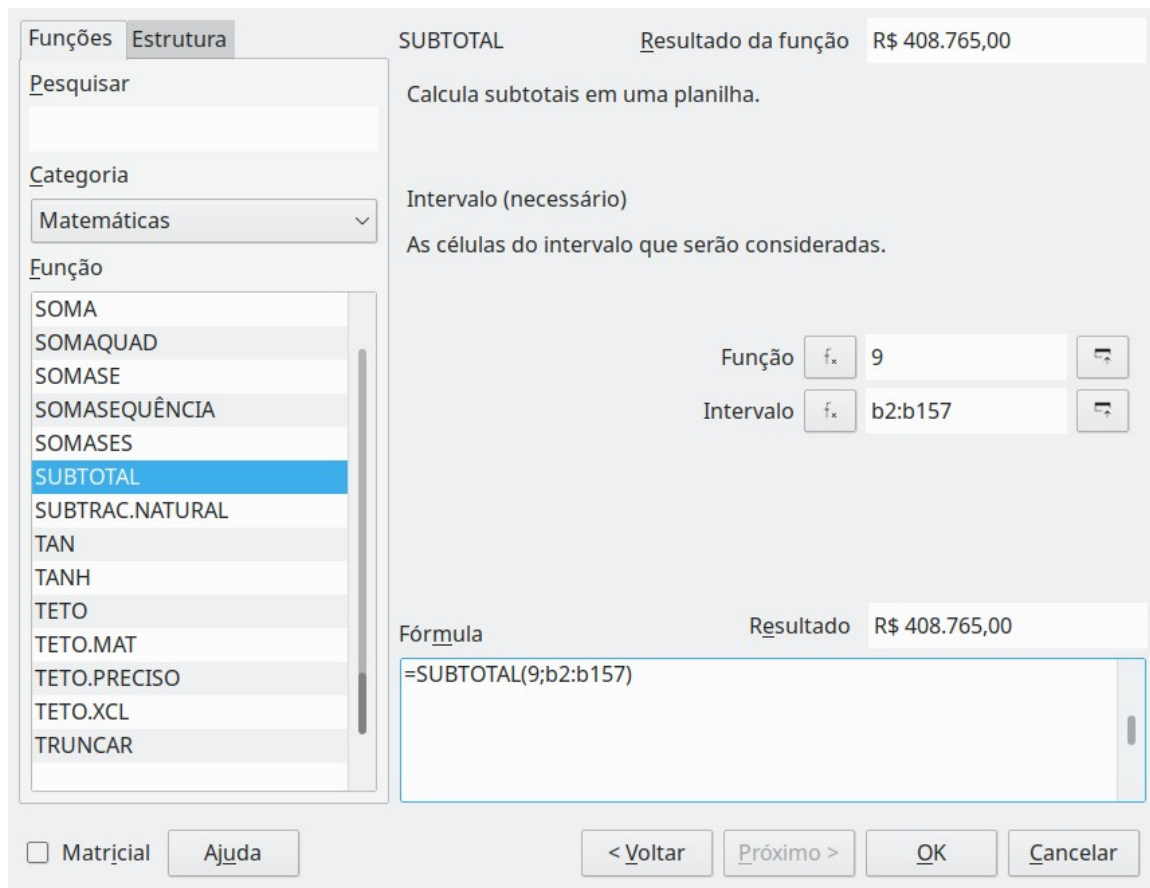 Funções Estrutura
Pesquisar
Categoria
Matemáticas
Função
SOMA
SOMAQUAD
SOMASE
SOMASEQUÊNCIA
SOMASES
SUBTOTAL
SUBTRAC.NATURAL
TAN
TANH
TETO
TETO.MAT
TETO.PRECISO
TETO.XCL
TRUNCAR
SUBTOTAL Resultado da função R$ 408.765,00
Calcula subtotais em uma planilha.
Intervalo (necessário)
As células do intervalo que serão consideradas.
Função fx 9
Intervalo fx b2:b157
Fórmula Resultado R$ 408.765,00
=SUBTOTAL(9;b2:b157)
Matricial Ajuda < Voltar Próximo > OK Cancelar